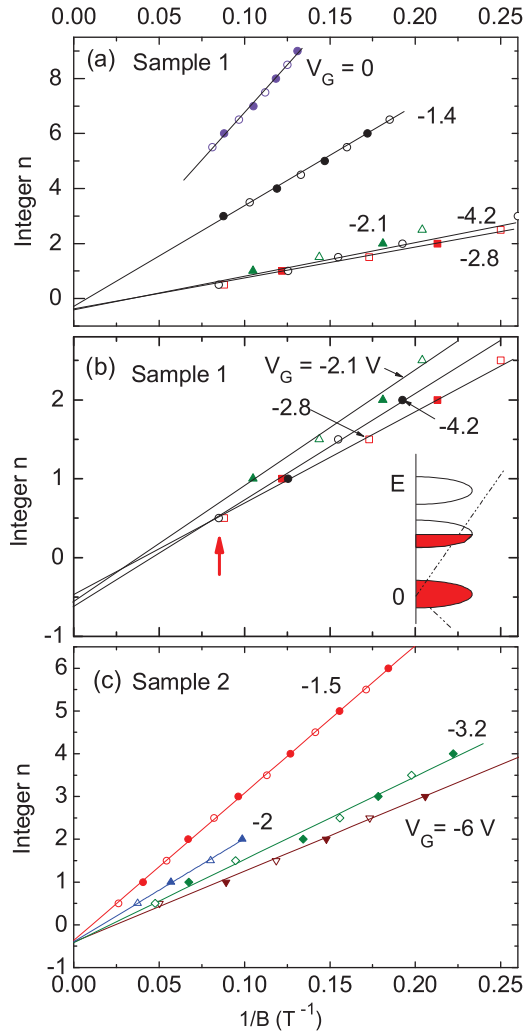 0.00 0.05 0.10 0.15 0.20 0.25
(a) Sample 1
V_G = 0
-1.4
-2.1
-4.2
-2.8
Integer n
8
6
4
2
0
(b) Sample 1
V_G = -2.1 V
-2.8
-4.2
E
0
Integer n
2
1
0
-1
(c) Sample 2
-1.5
-3.2
-2
V_G = -6 V
Integer n
6
5
4
3
2
1
0
-1
0.00 0.05 0.10 0.15 0.20 0.25
1/B (T⁻¹)